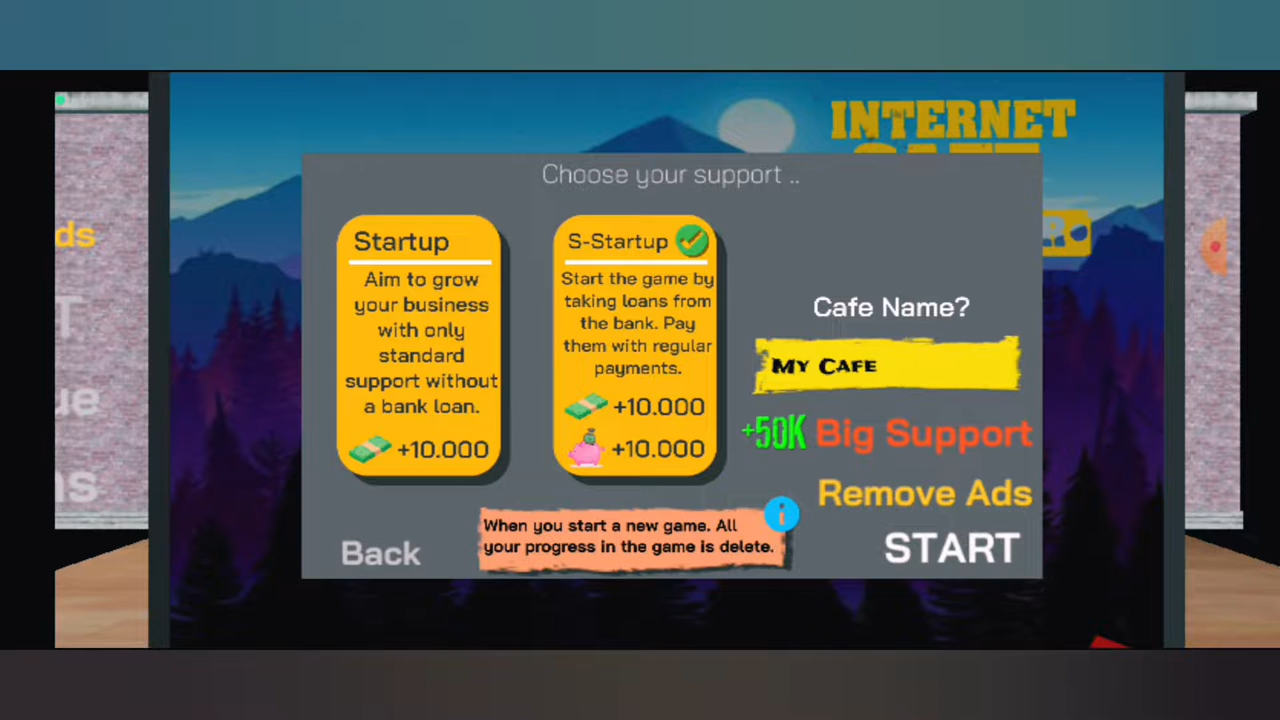 INTERNET
Choose your support ..
Startup
Aim to grow
your business
with only
standard
support without
a bank loan.
+10.000
S-Startup
Start the game by
taking loans from
the bank. Pay
them with regular
payments.
+10.000
+10.000
Cafe Name?
MY CAFE
+50K Big Support
Remove Ads
START
When you start a new game. All
your progress in the game is delete.
i
Back